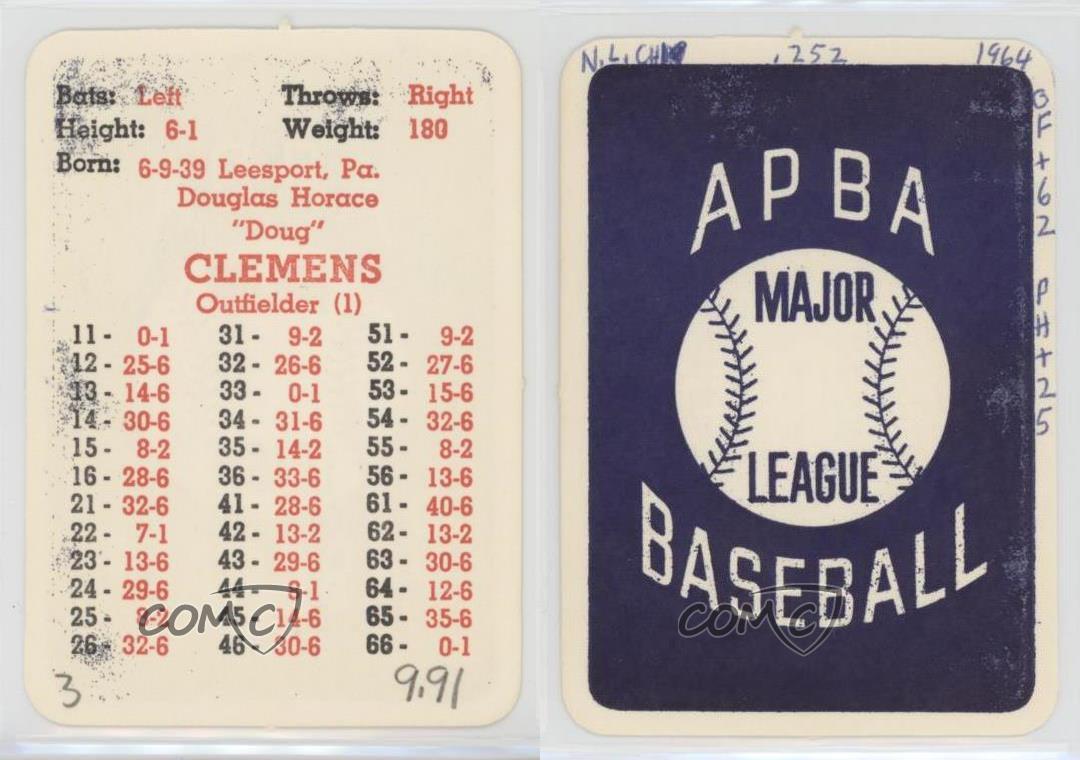 Bats: Left Throws: Right
Height: 6-1 Weight: 180
Born: 6-9-39 Leesport, Pa.
Douglas Horace
"Doug"
CLEMENS
Outfielder (1)
11- 0-1 31- 9-2 51- 9-2
12- 25-6 32- 26-6 52- 27-6
13- 14-6 33- 0-1 53- 15-6
14- 30-6 34- 31-6 54- 32-6
15- 8-2 35- 14-2 55- 8-2
16- 28-6 36- 33-6 56- 13-6
21- 32-6 41- 28-6 61- 40-6
22- 7-1 42- 13-2 62- 13-2
23- 13-6 43- 29-6 63- 30-6
24- 29-6 44- 64- 12-6
25- 8-2 45- 14-6 65- 35-6
26- 32-6 46- 30-6 66- 0-1
COMC
3 9.91
N.L. CHI .252 1964
OF+62 PH+25
APBA
MAJOR
LEAGUE
BASEBALL
COMC